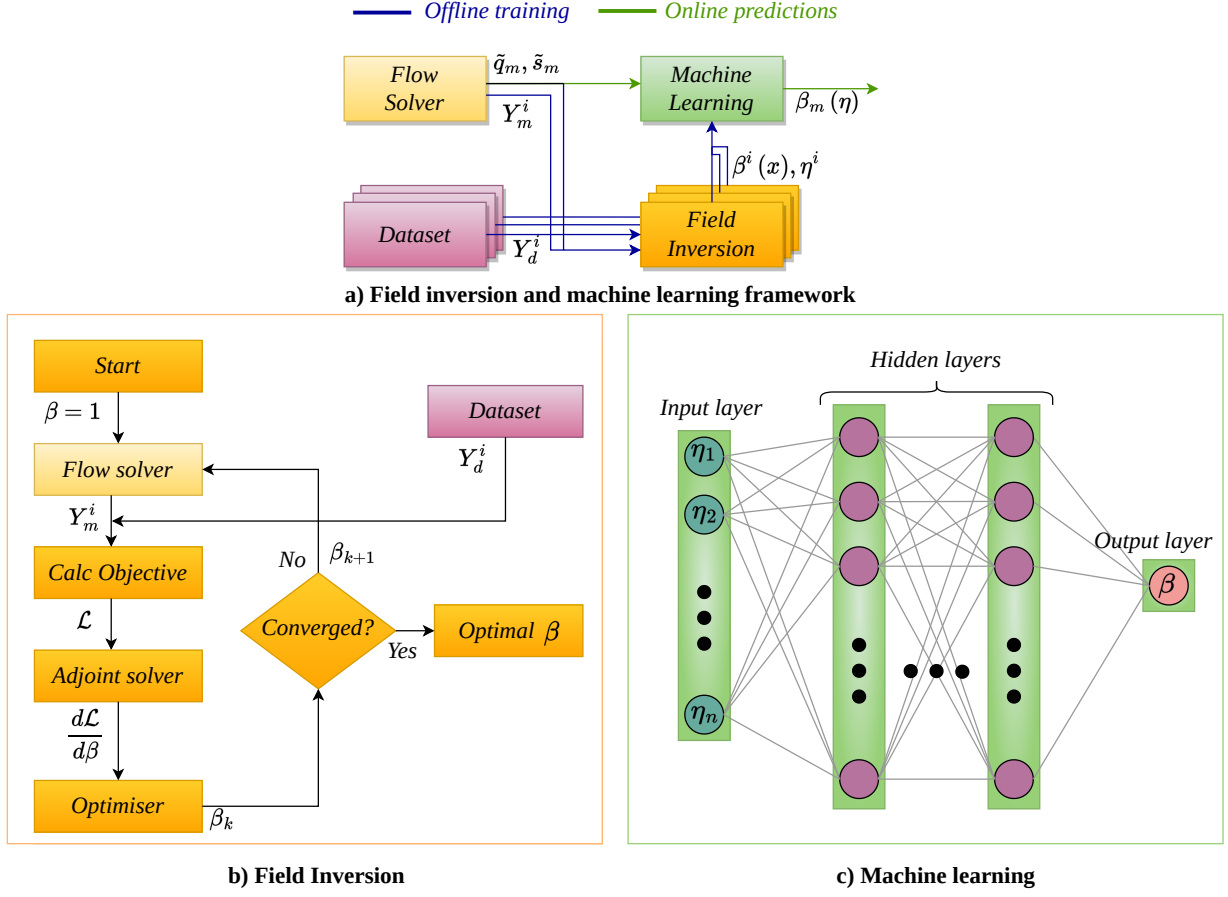 Offline training
Online predictions
Flow
Solver
q̃_m, s̃_m
Y_m^i
Machine
Learning
β_m (η)
β^i (x), η^i
Dataset
Y_d^i
Field
Inversion
a) Field inversion and machine learning framework
Start
β = 1
Flow solver
Y_m^i
Calc Objective
ℒ
Adjoint solver
dℒ
dβ
Optimiser
β_k
Dataset
Y_d^i
No
β_{k+1}
Converged?
Yes
Optimal β
b) Field Inversion
Hidden layers
Input layer
η_1
η_2
η_n
Output layer
β
c) Machine learning